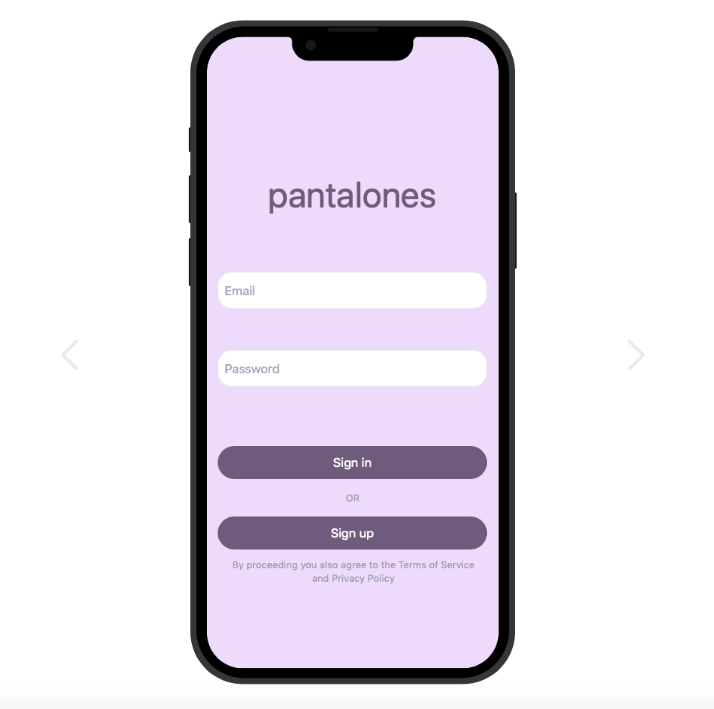 pantalones
Email
Password
Sign in
OR
Sign up
By proceeding you also agree to the Terms of Service
and Privacy Policy